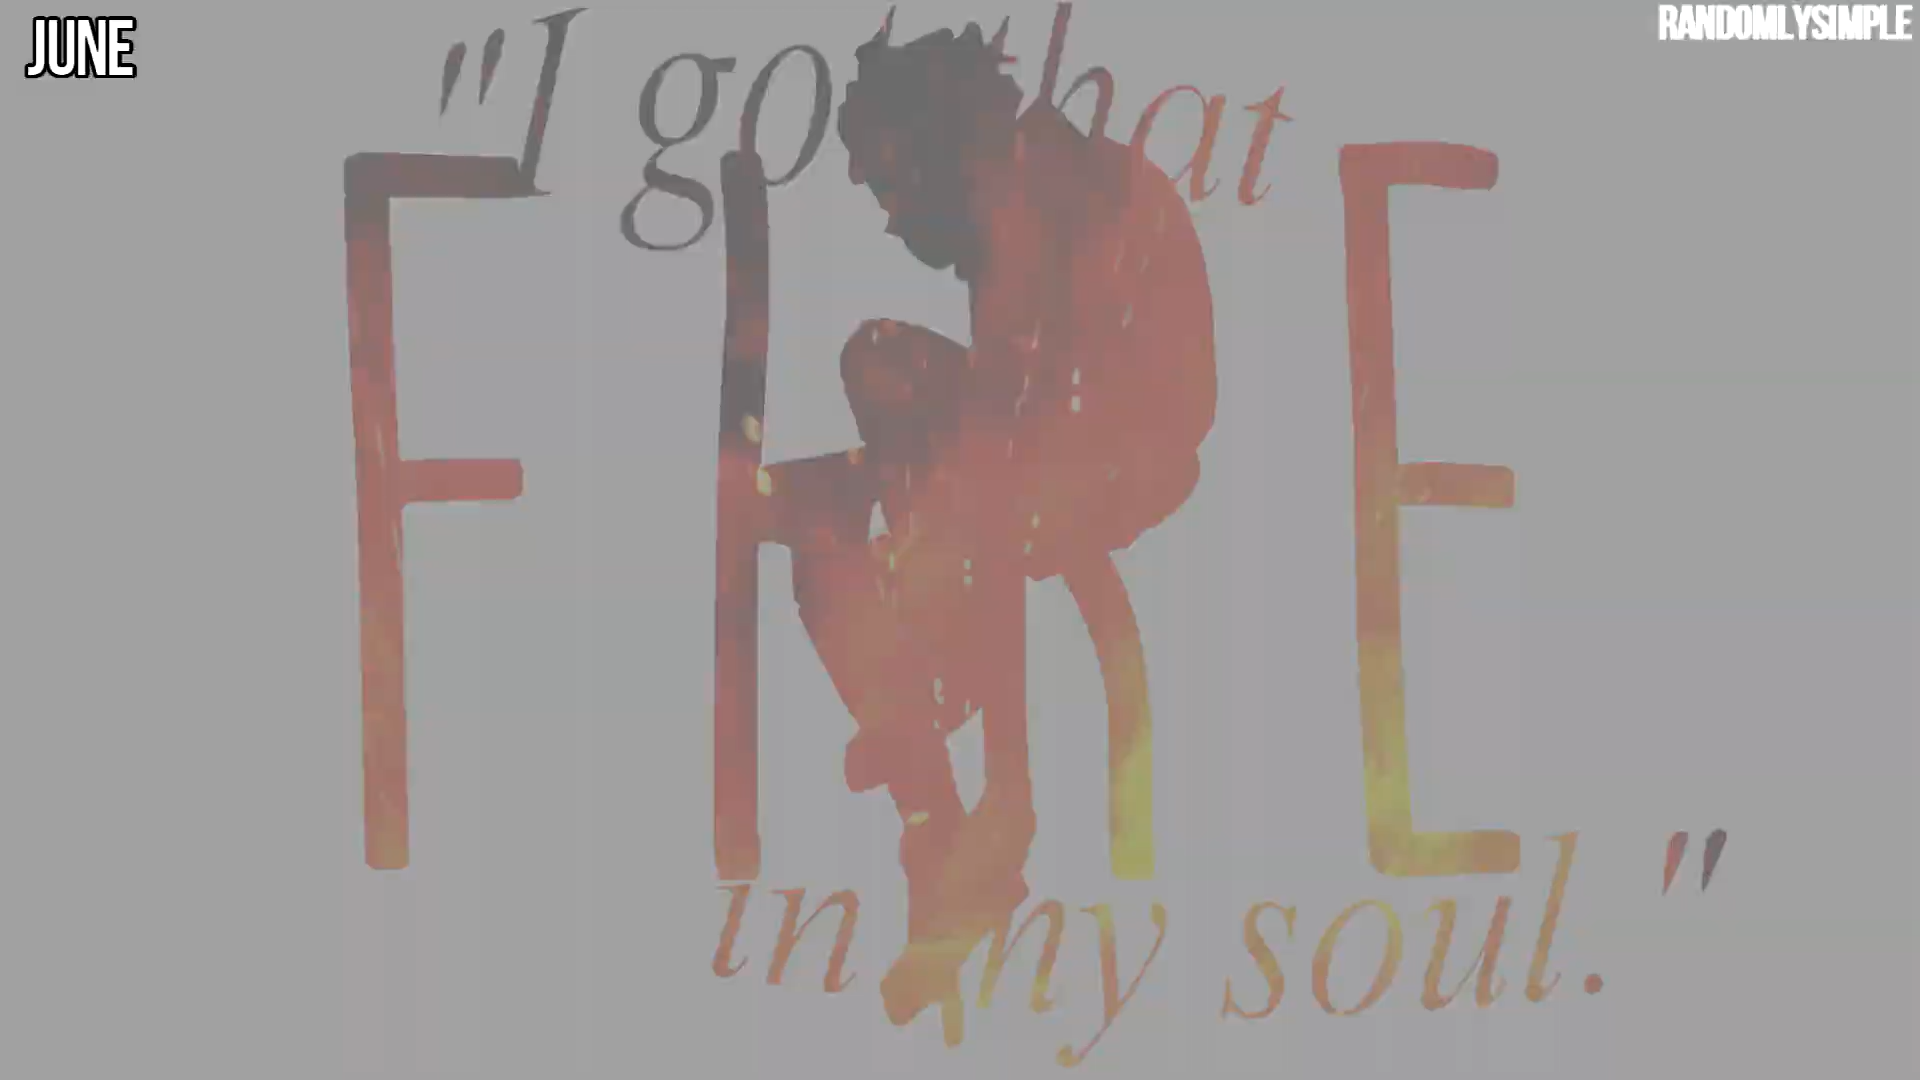 JUNE
RANDOMLYSIMPLE
"I got that
FIRE
in my soul."